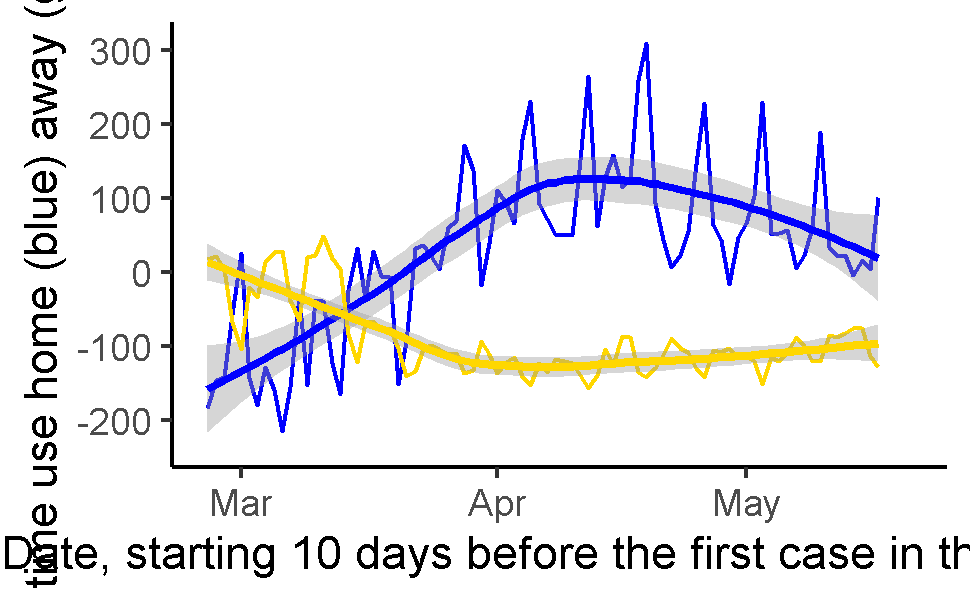 time use home (blue) away (
300
200
100
0
-100
-200
Mar Apr May
Date, starting 10 days before the first case in th